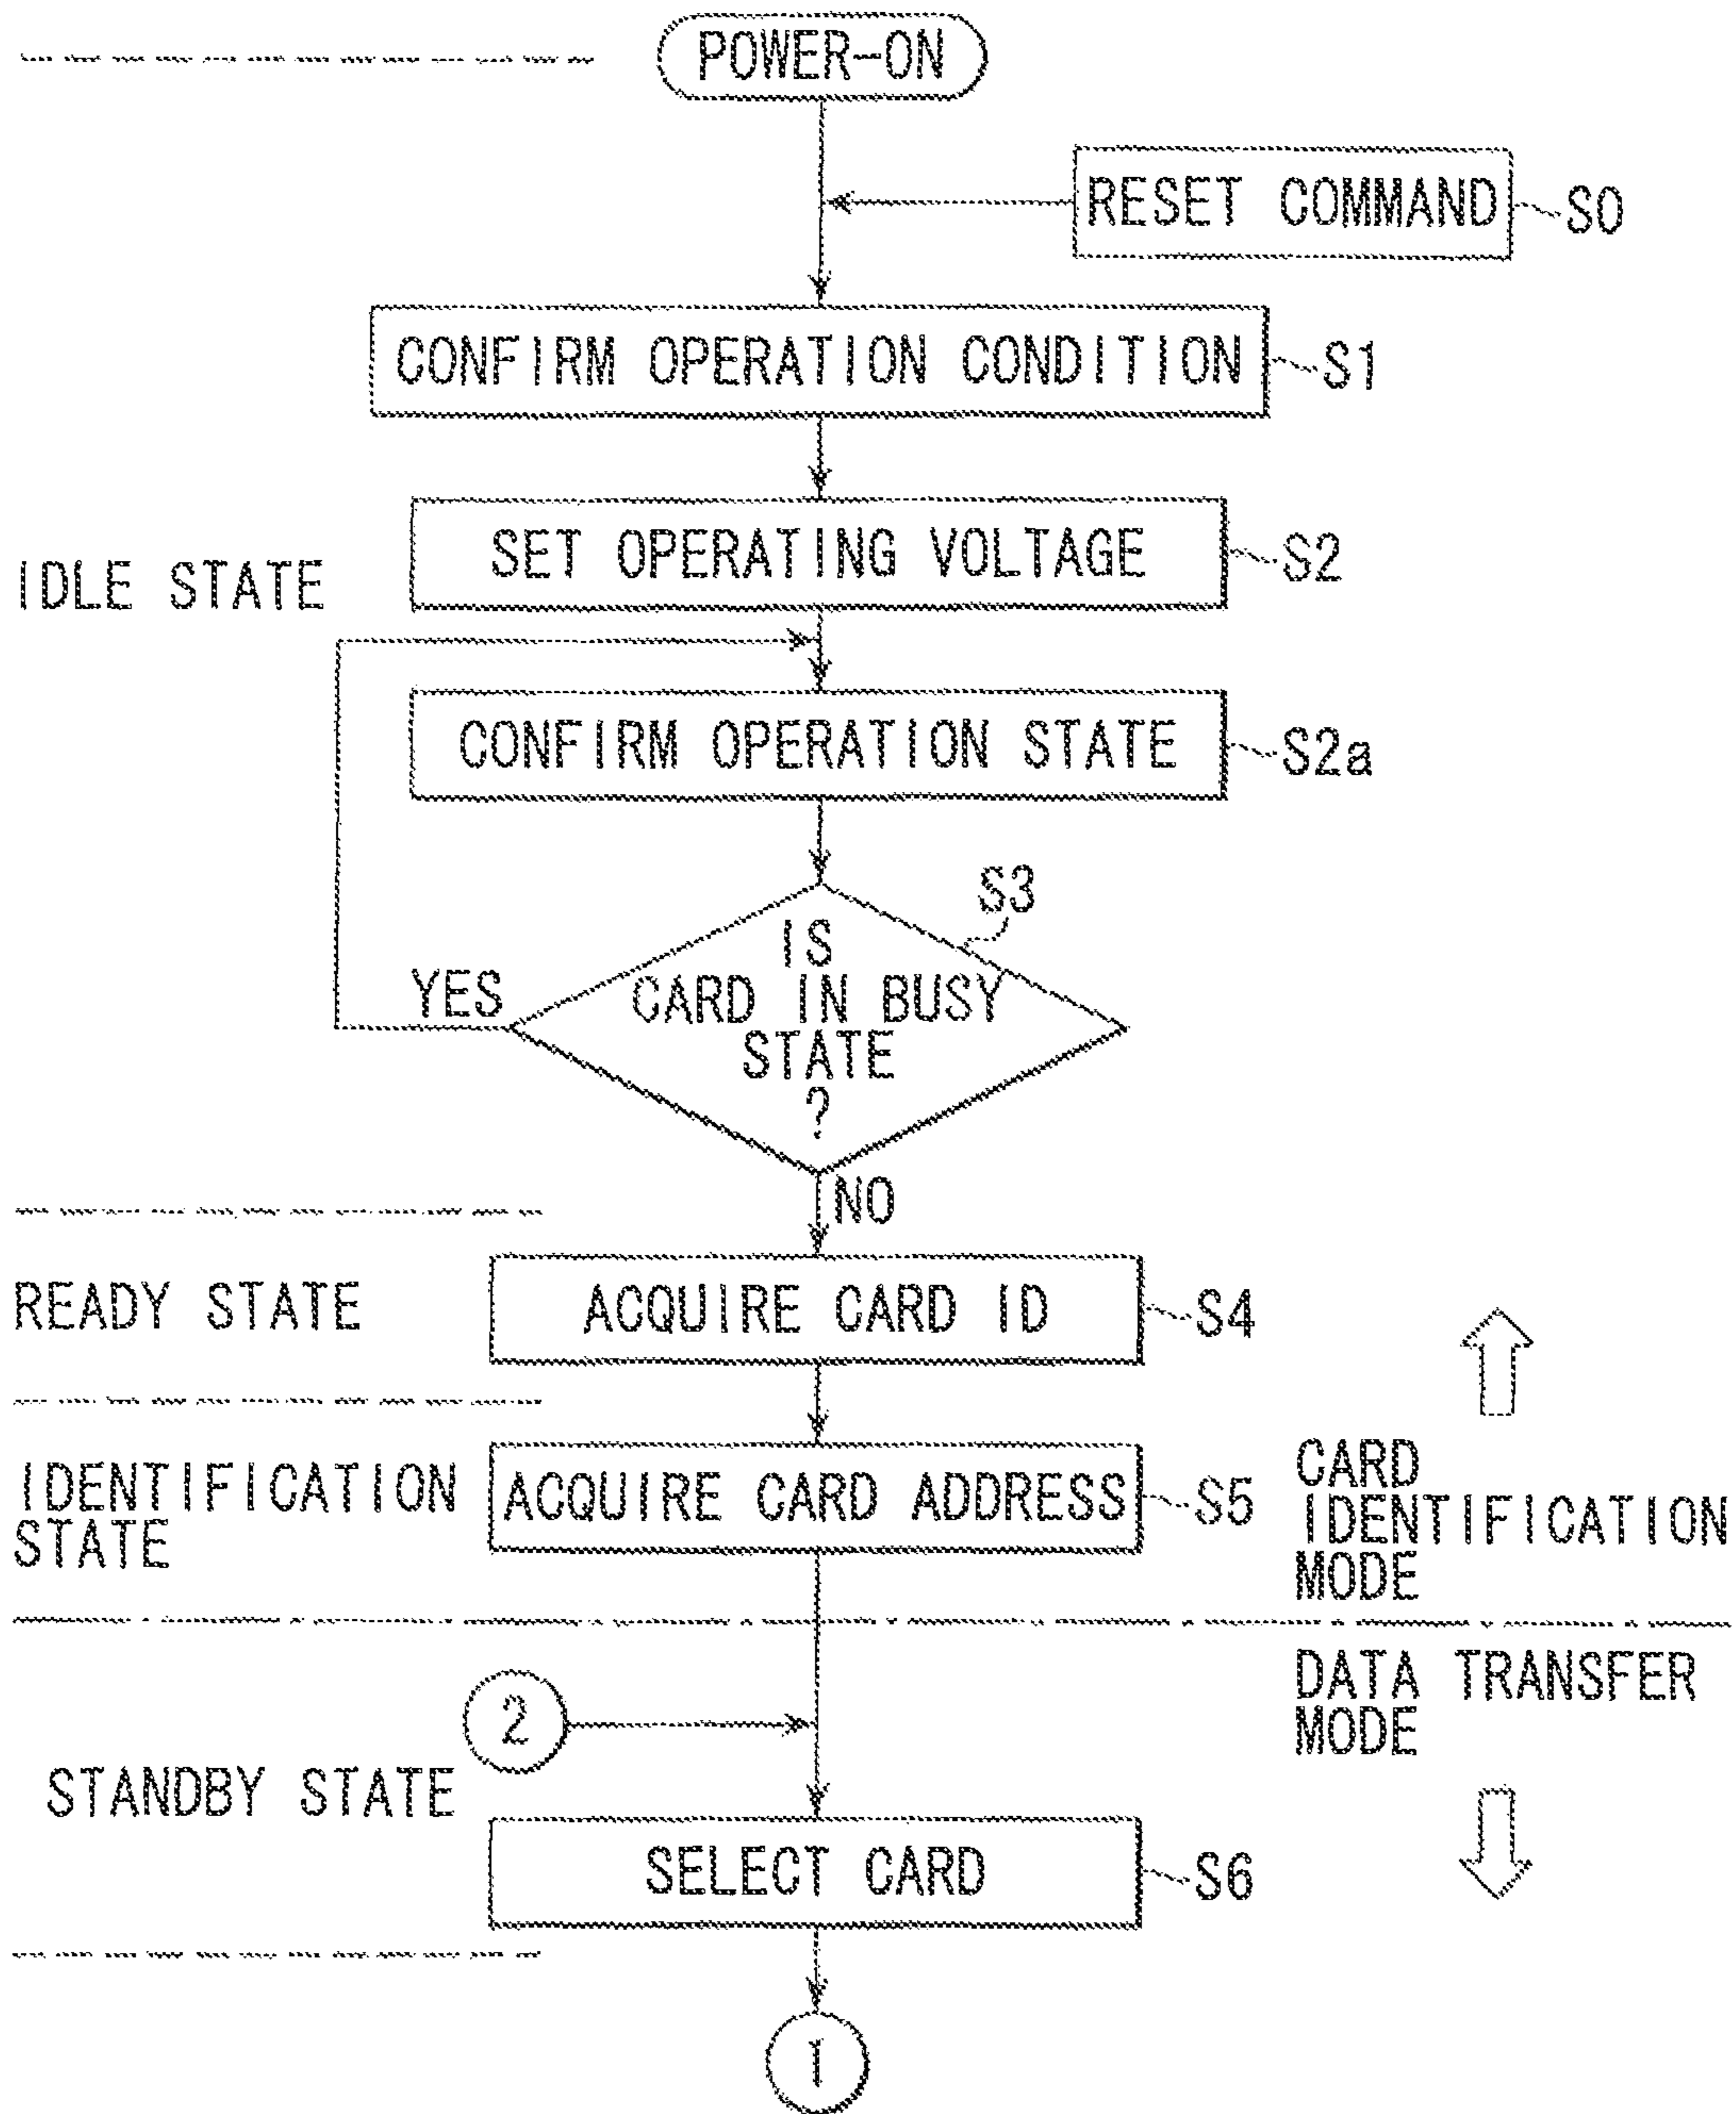 POWER-ON
RESET COMMAND
S0
CONFIRM OPERATION CONDITION
S1
SET OPERATING VOLTAGE
S2
IDLE STATE
CONFIRM OPERATION STATE
S2a
S3
IS
CARD IN BUSY
STATE
?
YES
NO
READY STATE
ACQUIRE CARD ID
S4
IDENTIFICATION
STATE
ACQUIRE CARD ADDRESS
S5
CARD
IDENTIFICATION
MODE
DATA TRANSFER
MODE
2
STANDBY STATE
SELECT CARD
S6
1